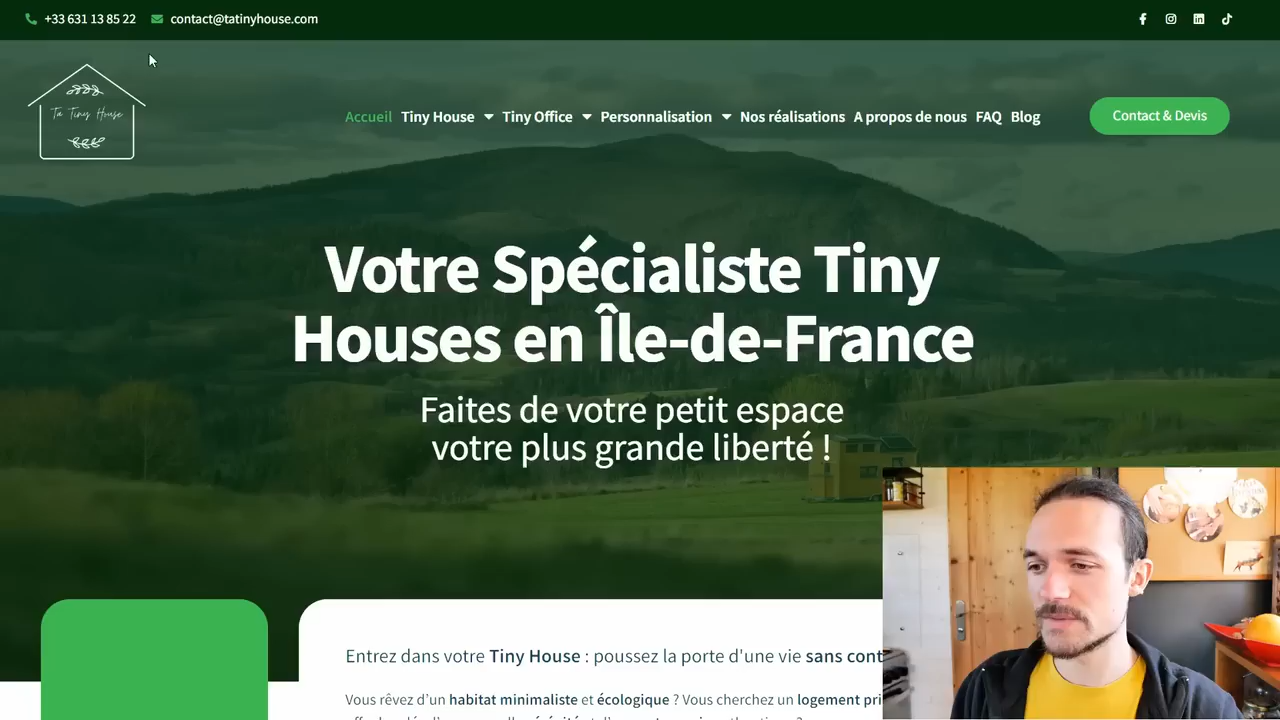 +33 631 13 85 22 contact@tatinyhouse.com
Ta Tiny House
Accueil Tiny House Tiny Office Personnalisation Nos réalisations A propos de nous FAQ Blog
Contact & Devis
Votre Spécialiste Tiny
Houses en Île-de-France
Faites de votre petit espace
votre plus grande liberté !
Entrez dans votre Tiny House : poussez la porte d'une vie sans cont
Vous rêvez d'un habitat minimaliste et écologique ? Vous cherchez un logement pri